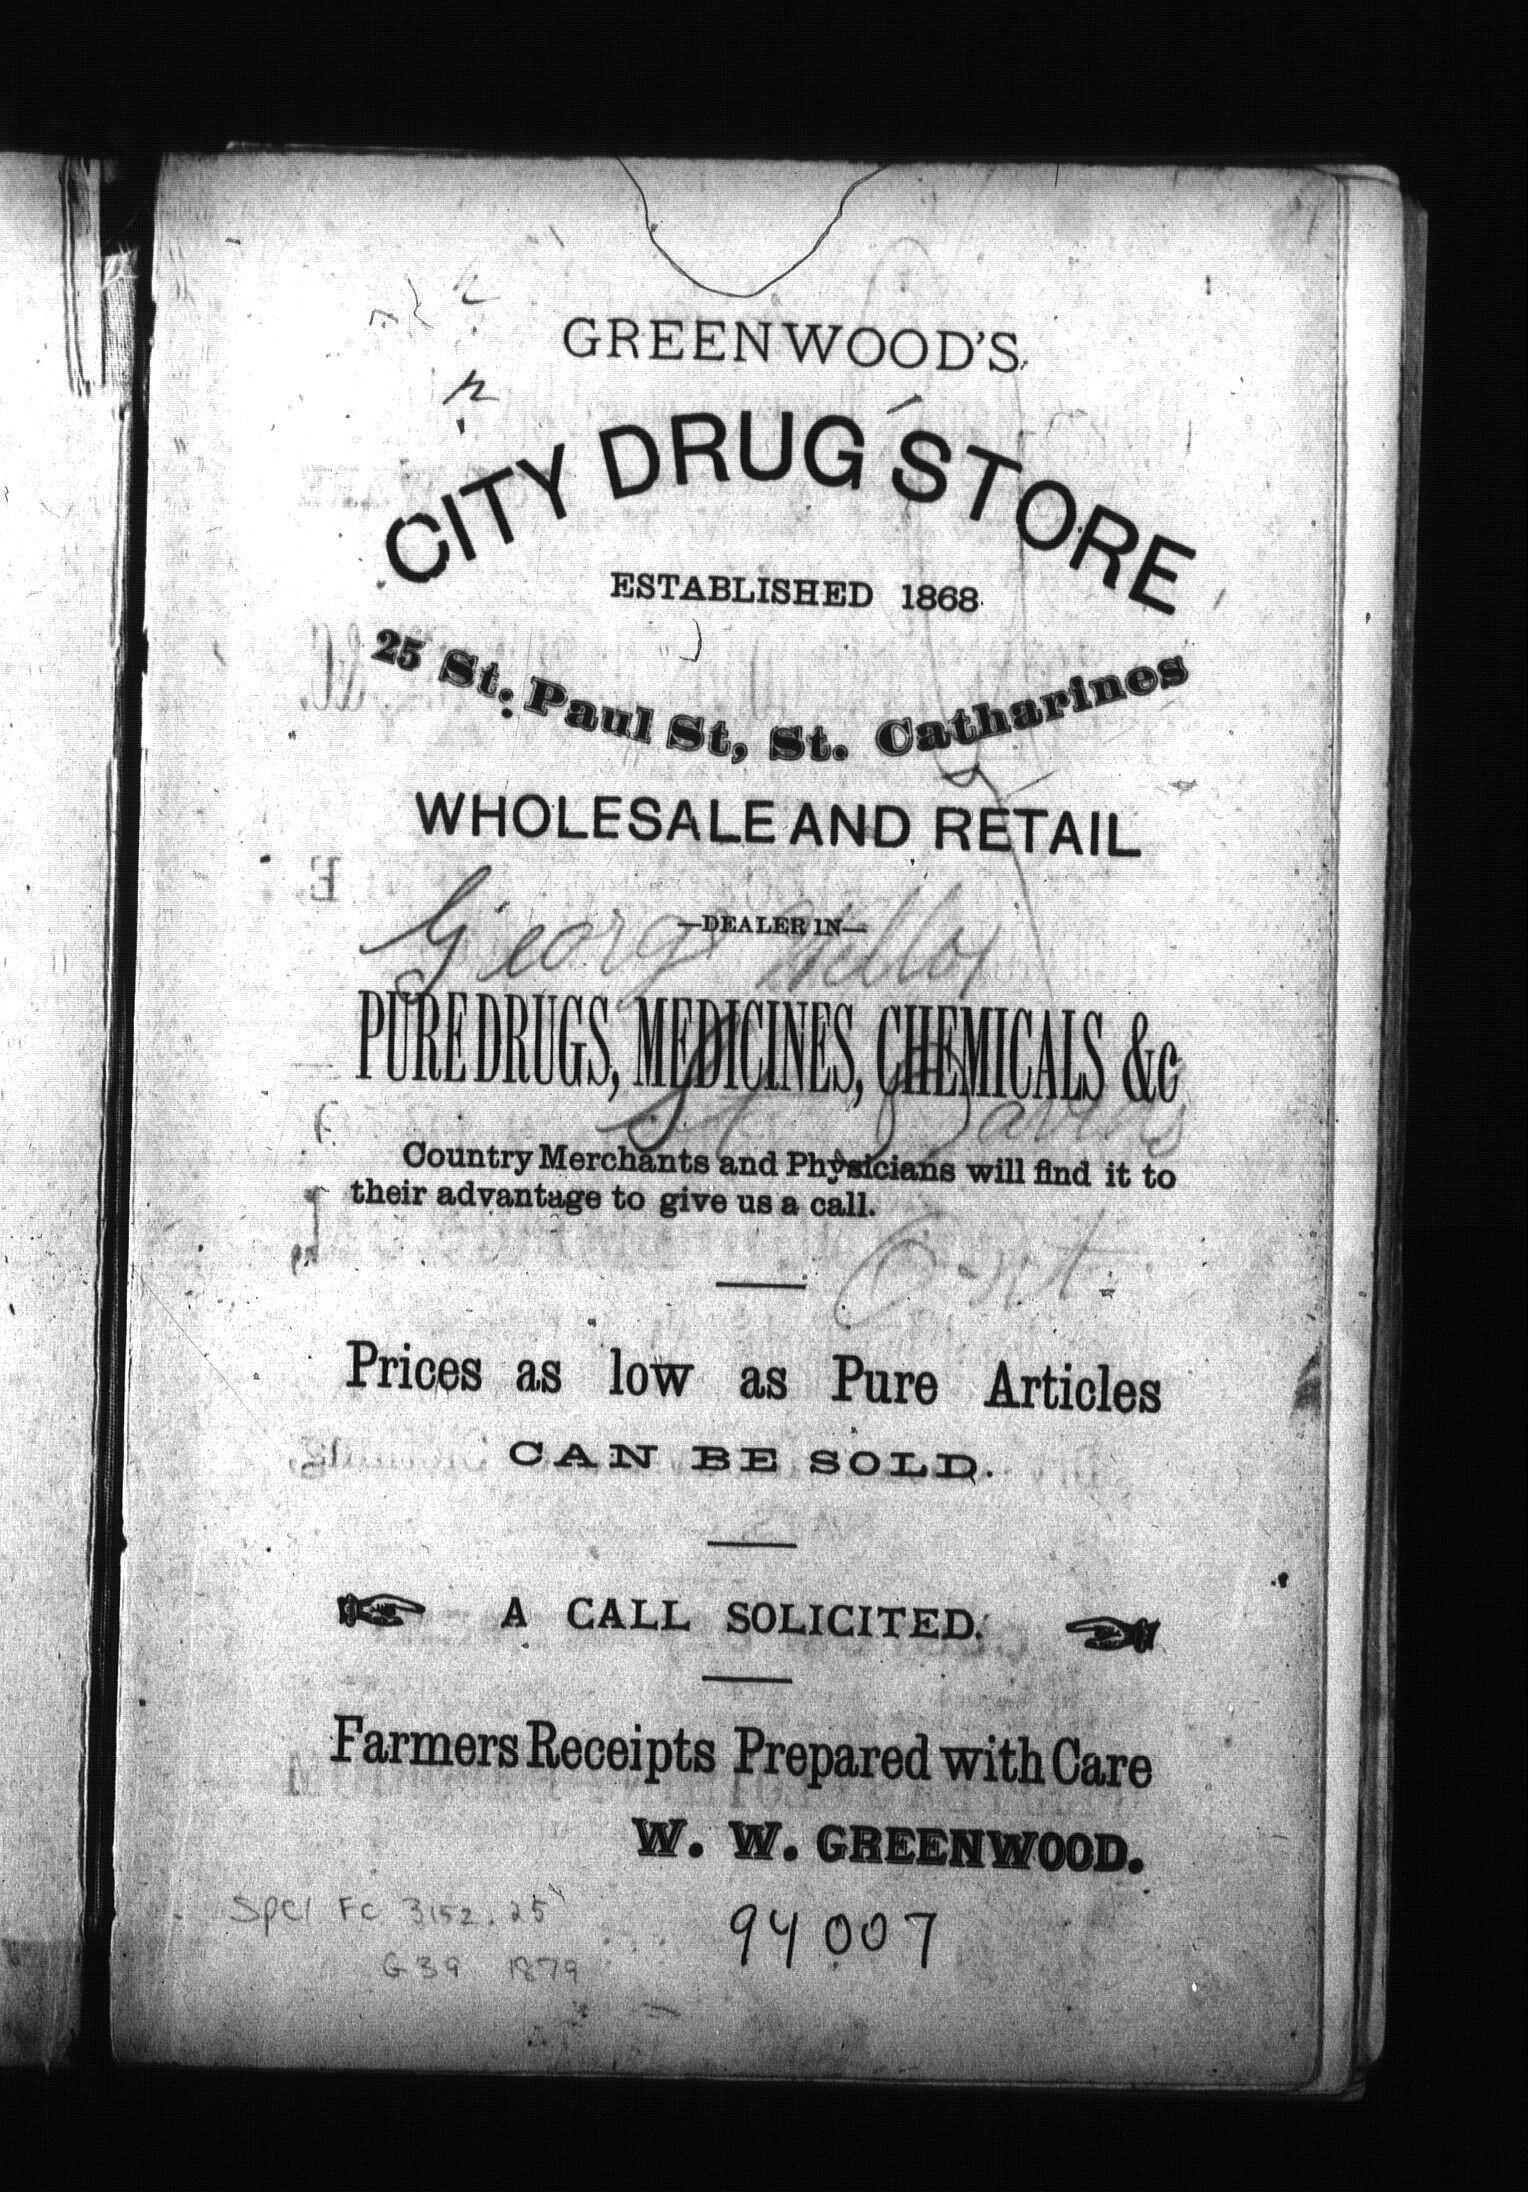 GREENWOOD'S
CITY DRUG STORE
ESTABLISHED 1868
25 St. Paul St, St. Catharines
WHOLESALE AND RETAIL
—DEALER IN—
George
PURE DRUGS, MEDICINES, CHEMICALS &c
St Davids
Country Merchants and Physicians will find it to
their advantage to give us a call.
Ont
Prices as low as Pure Articles
CAN BE SOLD.
A CALL SOLICITED.
Farmers Receipts Prepared with Care
W. W. GREENWOOD.
Spcl Fc 3152.25
94007
G39 1879